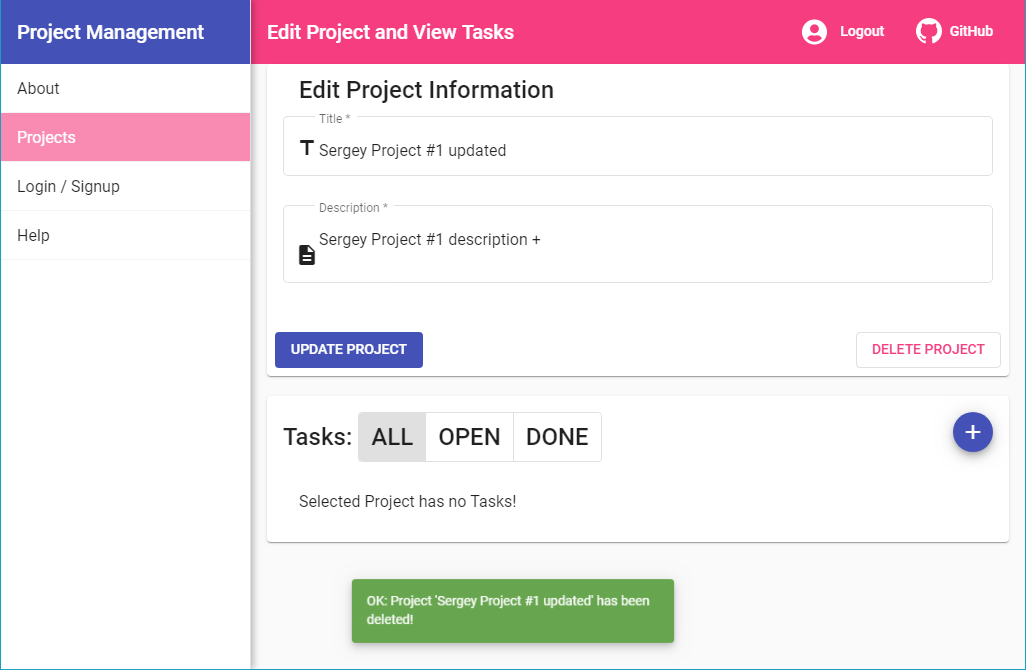 Project Management
Edit Project and View Tasks
Logout
GitHub
About
Projects
Login / Signup
Help
Edit Project Information
Title *
Sergey Project #1 updated
Description *
Sergey Project #1 description +
UPDATE PROJECT
DELETE PROJECT
Tasks:
ALL
OPEN
DONE
+
Selected Project has no Tasks!
OK: Project 'Sergey Project #1 updated' has been
deleted!